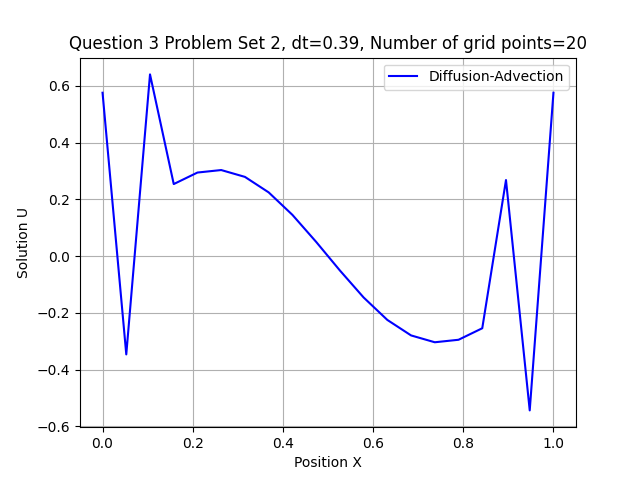 Question 3 Problem Set 2, dt=0.39, Number of grid points=20
Diffusion-Advection
Solution U
0.6
0.4
0.2
0.0
−0.2
−0.4
−0.6
0.0 0.2 0.4 0.6 0.8 1.0
Position X